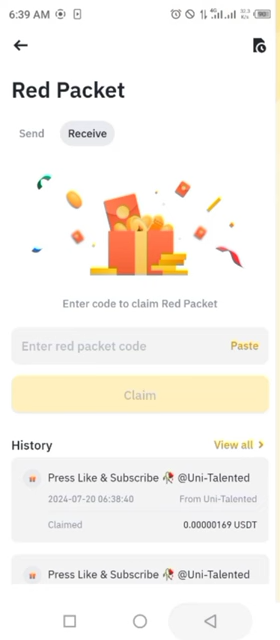 6:39 AM
Red Packet
Send Receive
Enter code to claim Red Packet
Enter red packet code Paste
Claim
History View all
Press Like & Subscribe 🥀 @Uni-Talented
2024-07-20 06:38:40 From Uni-Talented
Claimed 0.00000169 USDT
Press Like & Subscribe 🥀 @Uni-Talented